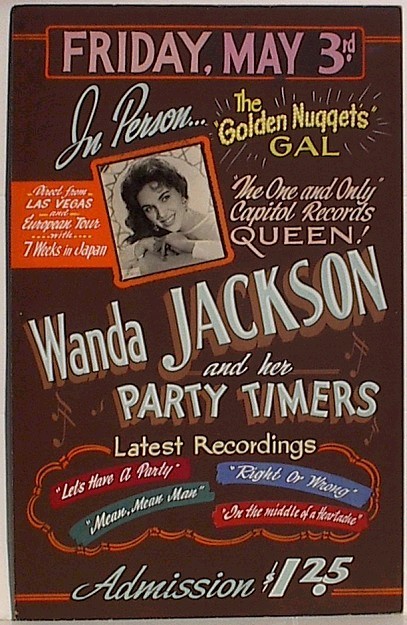 FRIDAY, MAY 3rd.
In Person...
The
"Golden Nuggets"
GAL
Direct from
LAS VEGAS
and
European Tour
with
7 Weeks in Japan
"The One and Only"
Capitol Records
QUEEN!
Wanda JACKSON
and her
PARTY TIMERS
Latest Recordings
"Let's Have A Party"
"Right Or Wrong"
"Mean, Mean Man"
"In the middle of a Heartache"
Admission $1.25